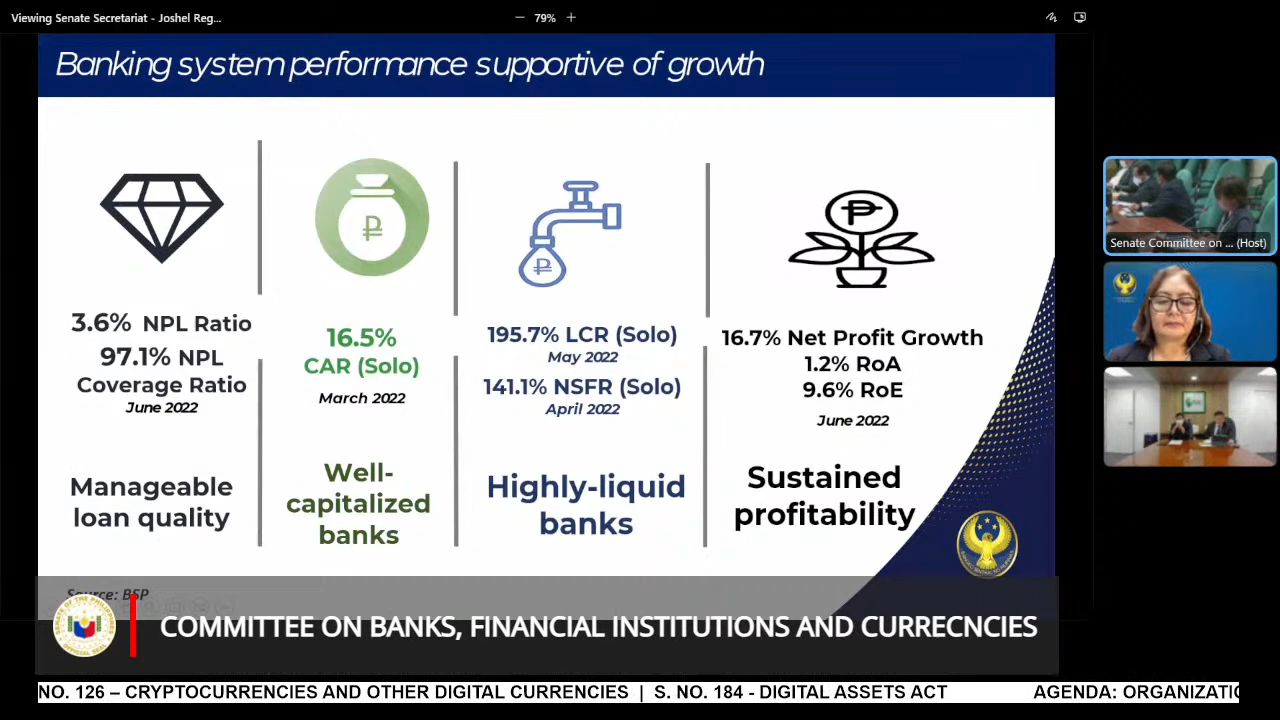 Viewing Senate Secretariat - Joshel Reg...
79%
Banking system performance supportive of growth
3.6% NPL Ratio
97.1% NPL
Coverage Ratio
June 2022
Manageable
loan quality
16.5%
CAR (Solo)
March 2022
Well-
capitalized
banks
195.7% LCR (Solo)
May 2022
141.1% NSFR (Solo)
April 2022
Highly-liquid
banks
16.7% Net Profit Growth
1.2% RoA
9.6% RoE
June 2022
Sustained
profitability
Source: BSP
Senate Committee on ... (Host)
COMMITTEE ON BANKS, FINANCIAL INSTITUTIONS AND CURRECNCIES
NO. 126 – CRYPTOCURRENCIES AND OTHER DIGITAL CURRENCIES | S. NO. 184 - DIGITAL ASSETS ACT AGENDA: ORGANIZATIO